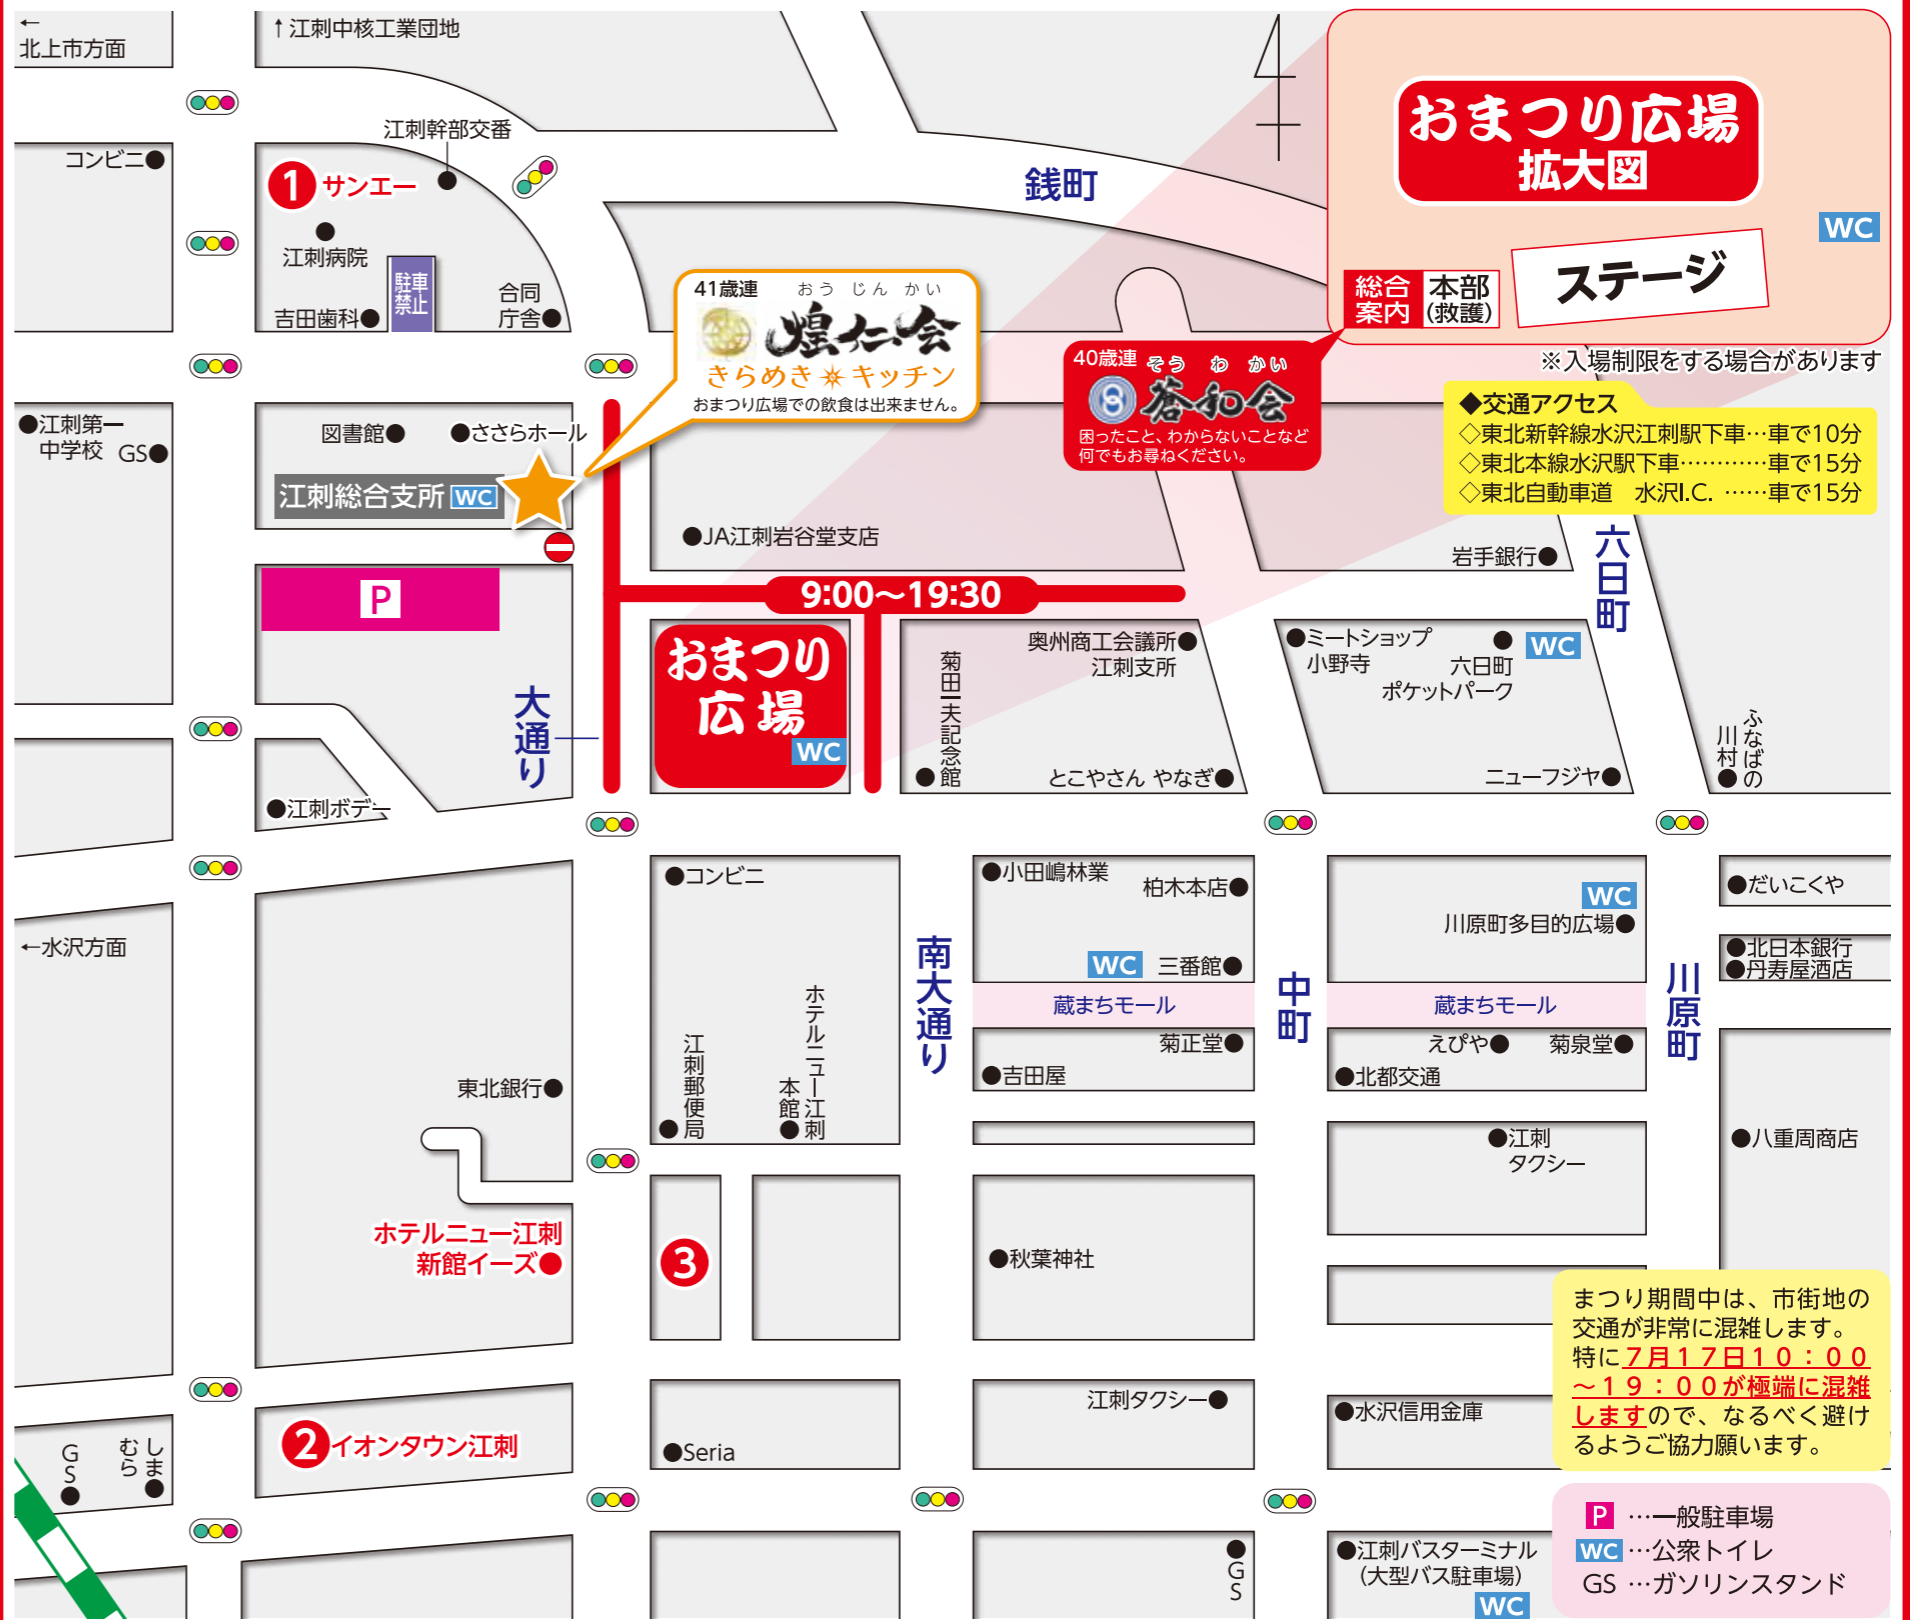 ←
北上市方面
↑江刺中核工業団地
江刺幹部交番
コンビニ
1 サンエー
江刺病院
駐車
禁止
吉田歯科
合同
庁舎
銭町
おまつり広場
拡大図
WC
ステージ
総合
案内
本部
(救護)
※入場制限をする場合があります
41歳連
おうじんかい
煌仁会
きらめきキッチン
おまつり広場での飲食は出来ません。
40歳連
そうわかい
蒼和会
困ったこと、わからないことなど
何でもお尋ねください。
◆交通アクセス
◇東北新幹線水沢江刺駅下車…車で10分
◇東北本線水沢駅下車…………車で15分
◇東北自動車道　水沢I.C. ……車で15分
江刺第一
中学校
GS
図書館
ささらホール
江刺総合支所 WC
JA江刺岩谷堂支店
岩手銀行
六日町
P
9:00〜19:30
おまつり
広場
WC
大通り
菊田一夫記念館
奥州商工会議所
江刺支所
とこやさん やなぎ
ミートショップ
小野寺
六日町
ポケットパーク
WC
ニューフジヤ
ふなばの
川村
江刺ボデー
←水沢方面
コンビニ
小田嶋林業
柏木本店
WC
三番館
南大通り
蔵まちモール
中町
WC
川原町多目的広場
蔵まちモール
川原町
だいこくや
北日本銀行
丹寿屋酒店
東北銀行
江刺郵便局
ホテルニュー江刺
本館
菊正堂
吉田屋
えぴや
菊泉堂
北都交通
江刺
タクシー
八重周商店
ホテルニュー江刺
新館イーズ
3
秋葉神社
まつり期間中は、市街地の
交通が非常に混雑します。
特に７月１７日１０：００
〜１９：００が極端に混雑
しますので、なるべく避け
るようご協力願います。
GS
しま
むら
2 イオンタウン江刺
Seria
江刺タクシー
水沢信用金庫
GS
江刺バスターミナル
(大型バス駐車場)
WC
P …一般駐車場
WC …公衆トイレ
GS …ガソリンスタンド